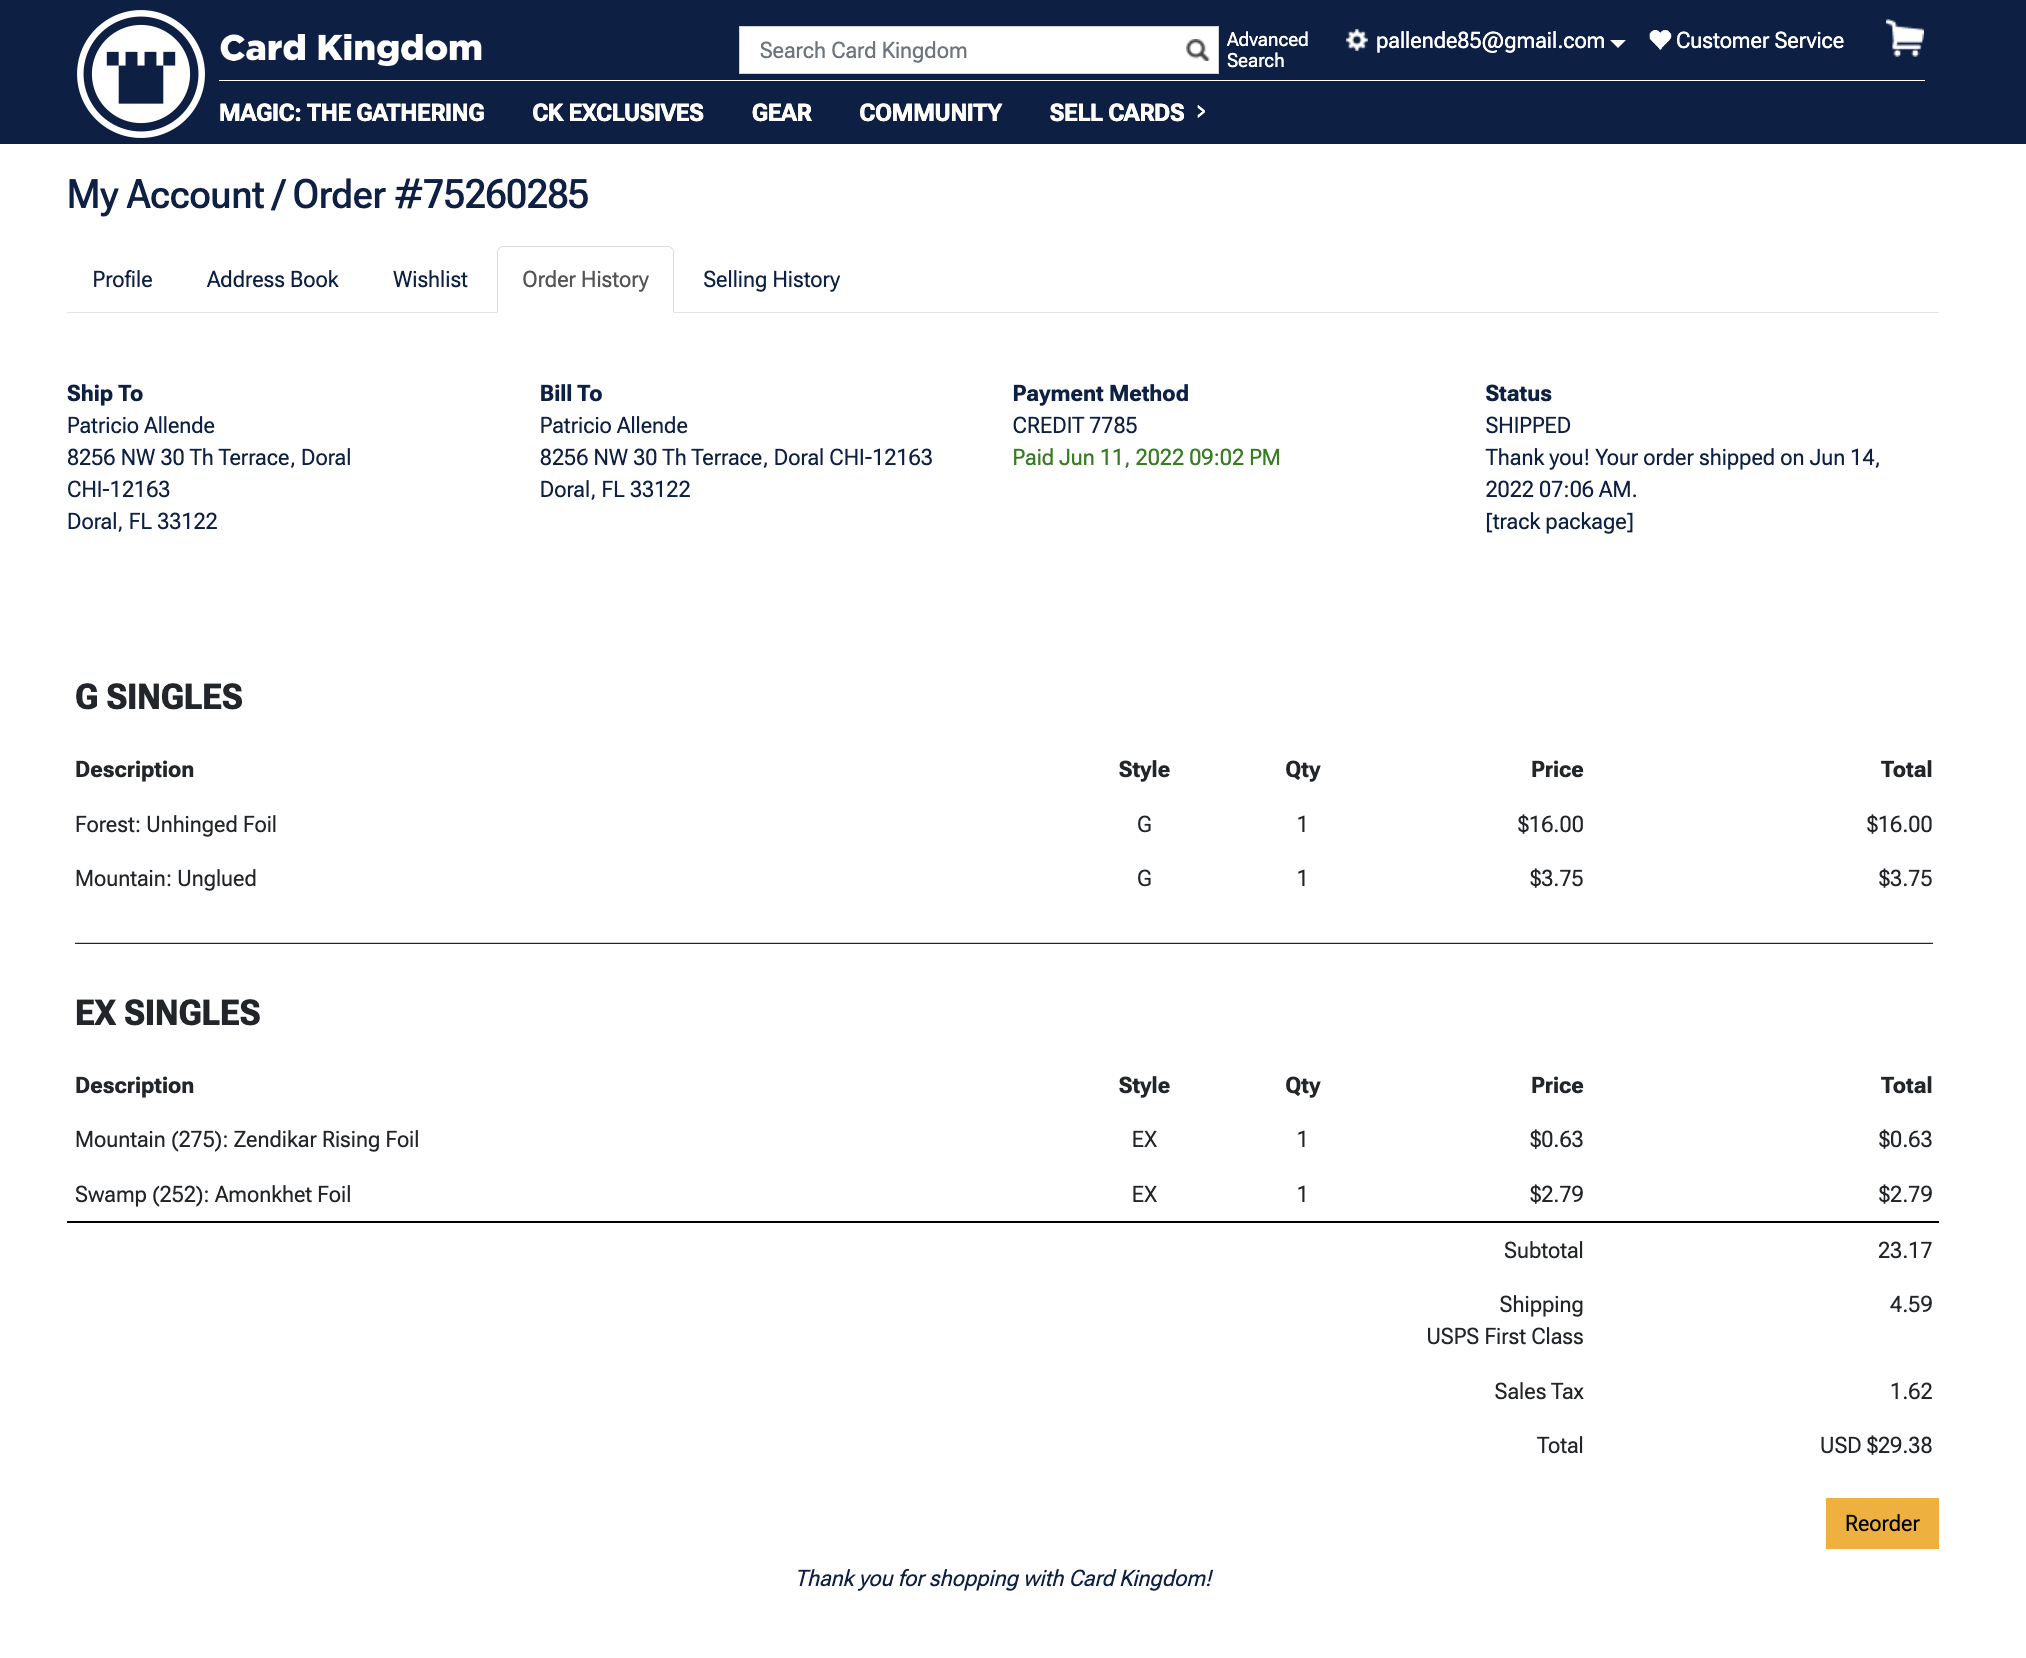 Card Kingdom
Search Card Kingdom
Advanced
Search
pallende85@gmail.com
Customer Service
MAGIC: THE GATHERING CK EXCLUSIVES GEAR COMMUNITY SELL CARDS >
My Account / Order #75260285
Profile Address Book Wishlist Order History Selling History
Ship To
Patricio Allende
8256 NW 30 Th Terrace, Doral
CHI-12163
Doral, FL 33122
Bill To
Patricio Allende
8256 NW 30 Th Terrace, Doral CHI-12163
Doral, FL 33122
Payment Method
CREDIT 7785
Paid Jun 11, 2022 09:02 PM
Status
SHIPPED
Thank you! Your order shipped on Jun 14,
2022 07:06 AM.
[track package]
G SINGLES
Description Style Qty Price Total
Forest: Unhinged Foil G 1 $16.00 $16.00
Mountain: Unglued G 1 $3.75 $3.75
EX SINGLES
Description Style Qty Price Total
Mountain (275): Zendikar Rising Foil EX 1 $0.63 $0.63
Swamp (252): Amonkhet Foil EX 1 $2.79 $2.79
Subtotal 23.17
Shipping 4.59
USPS First Class
Sales Tax 1.62
Total USD $29.38
Reorder
Thank you for shopping with Card Kingdom!